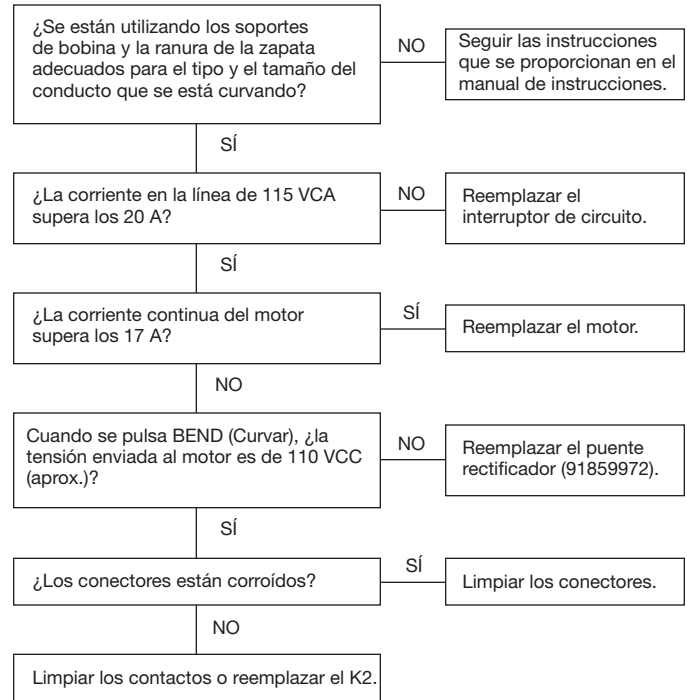 ¿Se están utilizando los soportes
de bobina y la ranura de la zapata
adecuados para el tipo y el tamaño del
conducto que se está curvando?
NO
Seguir las instrucciones
que se proporcionan en el
manual de instrucciones.
SÍ
¿La corriente en la línea de 115 VCA
supera los 20 A?
NO
Reemplazar el
interruptor de circuito.
SÍ
¿La corriente continua del motor
supera los 17 A?
SÍ
Reemplazar el motor.
NO
Cuando se pulsa BEND (Curvar), ¿la
tensión enviada al motor es de 110 VCC
(aprox.)?
NO
Reemplazar el puente
rectificador (91859972).
SÍ
¿Los conectores están corroídos?
SÍ
Limpiar los conectores.
NO
Limpiar los contactos o reemplazar el K2.